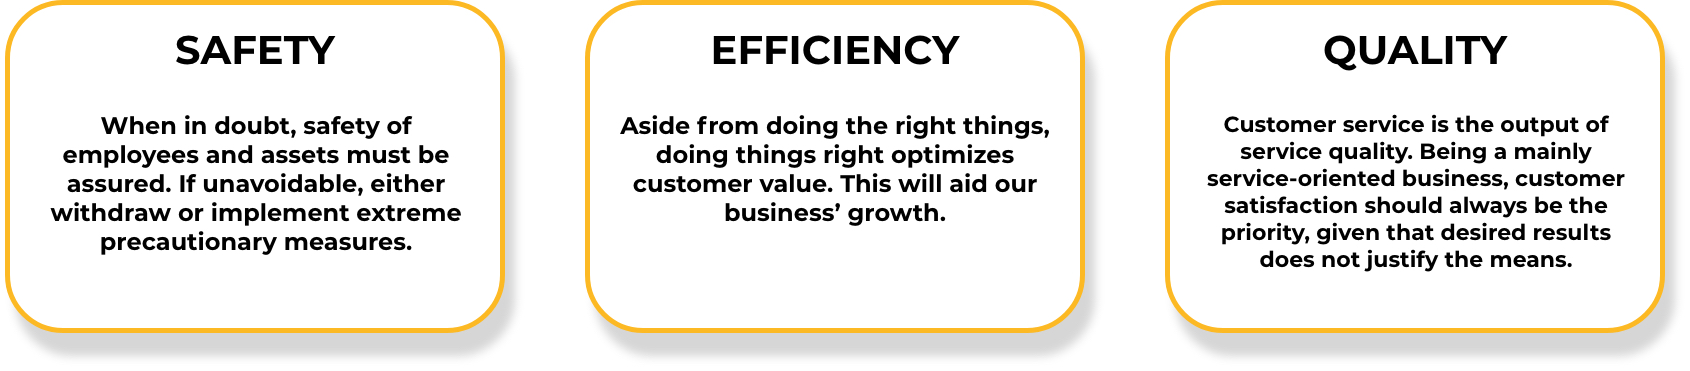 SAFETY
When in doubt, safety of
employees and assets must be
assured. If unavoidable, either
withdraw or implement extreme
precautionary measures.
EFFICIENCY
Aside from doing the right things,
doing things right optimizes
customer value. This will aid our
business’ growth.
QUALITY
Customer service is the output of
service quality. Being a mainly
service-oriented business, customer
satisfaction should always be the
priority, given that desired results
does not justify the means.